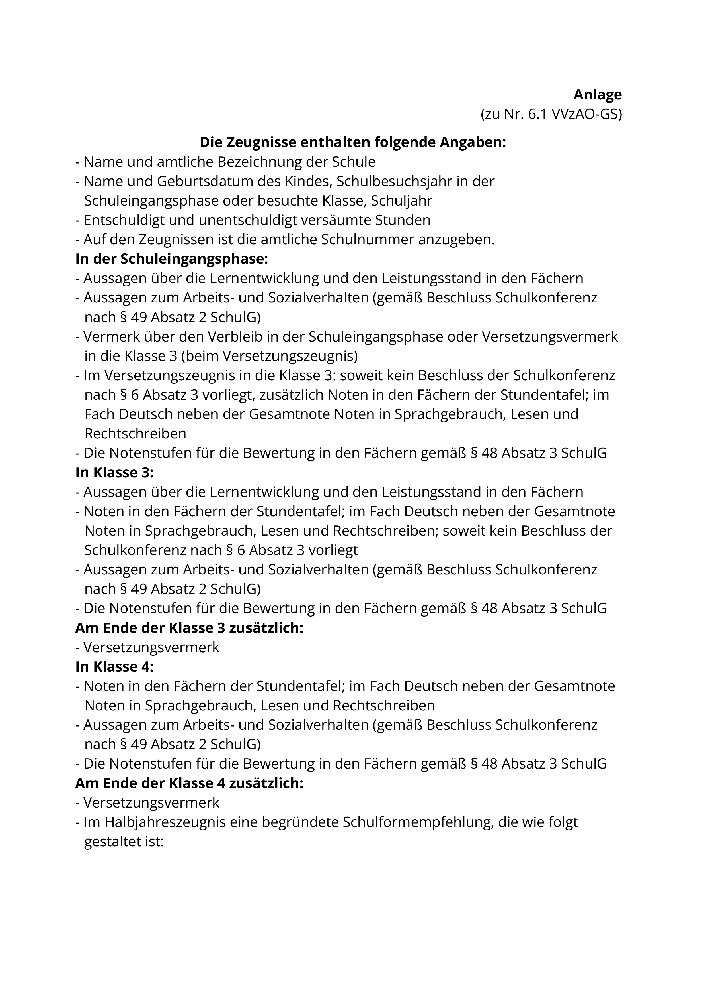 Anlage
(zu Nr. 6.1 VVzAO-GS)
Die Zeugnisse enthalten folgende Angaben:
- Name und amtliche Bezeichnung der Schule
- Name und Geburtsdatum des Kindes, Schulbesuchsjahr in der
Schuleingangsphase oder besuchte Klasse, Schuljahr
- Entschuldigt und unentschuldigt versäumte Stunden
- Auf den Zeugnissen ist die amtliche Schulnummer anzugeben.
In der Schuleingangsphase:
- Aussagen über die Lernentwicklung und den Leistungsstand in den Fächern
- Aussagen zum Arbeits- und Sozialverhalten (gemäß Beschluss Schulkonferenz
nach § 49 Absatz 2 SchulG)
- Vermerk über den Verbleib in der Schuleingangsphase oder Versetzungsvermerk
in die Klasse 3 (beim Versetzungszeugnis)
- Im Versetzungszeugnis in die Klasse 3: soweit kein Beschluss der Schulkonferenz
nach § 6 Absatz 3 vorliegt, zusätzlich Noten in den Fächern der Stundentafel; im
Fach Deutsch neben der Gesamtnote Noten in Sprachgebrauch, Lesen und
Rechtschreiben
- Die Notenstufen für die Bewertung in den Fächern gemäß § 48 Absatz 3 SchulG
In Klasse 3:
- Aussagen über die Lernentwicklung und den Leistungsstand in den Fächern
- Noten in den Fächern der Stundentafel; im Fach Deutsch neben der Gesamtnote
Noten in Sprachgebrauch, Lesen und Rechtschreiben; soweit kein Beschluss der
Schulkonferenz nach § 6 Absatz 3 vorliegt
- Aussagen zum Arbeits- und Sozialverhalten (gemäß Beschluss Schulkonferenz
nach § 49 Absatz 2 SchulG)
- Die Notenstufen für die Bewertung in den Fächern gemäß § 48 Absatz 3 SchulG
Am Ende der Klasse 3 zusätzlich:
- Versetzungsvermerk
In Klasse 4:
- Noten in den Fächern der Stundentafel; im Fach Deutsch neben der Gesamtnote
Noten in Sprachgebrauch, Lesen und Rechtschreiben
- Aussagen zum Arbeits- und Sozialverhalten (gemäß Beschluss Schulkonferenz
nach § 49 Absatz 2 SchulG)
- Die Notenstufen für die Bewertung in den Fächern gemäß § 48 Absatz 3 SchulG
Am Ende der Klasse 4 zusätzlich:
- Versetzungsvermerk
- Im Halbjahreszeugnis eine begründete Schulformempfehlung, die wie folgt
gestaltet ist: